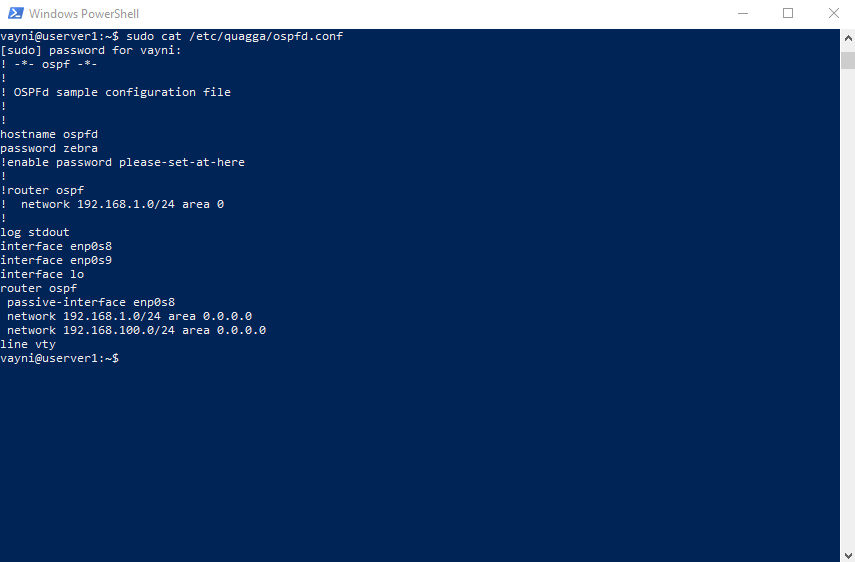 Windows PowerShell
vayni@userver1:~$ sudo cat /etc/quagga/ospfd.conf
[sudo] password for vayni:
! -*- ospf -*-
!
! OSPFd sample configuration file
!
!
hostname ospfd
password zebra
!enable password please-set-at-here
!
!router ospf
!  network 192.168.1.0/24 area 0
!
log stdout
interface enp0s8
interface enp0s9
interface lo
router ospf
 passive-interface enp0s8
 network 192.168.1.0/24 area 0.0.0.0
 network 192.168.100.0/24 area 0.0.0.0
line vty
vayni@userver1:~$